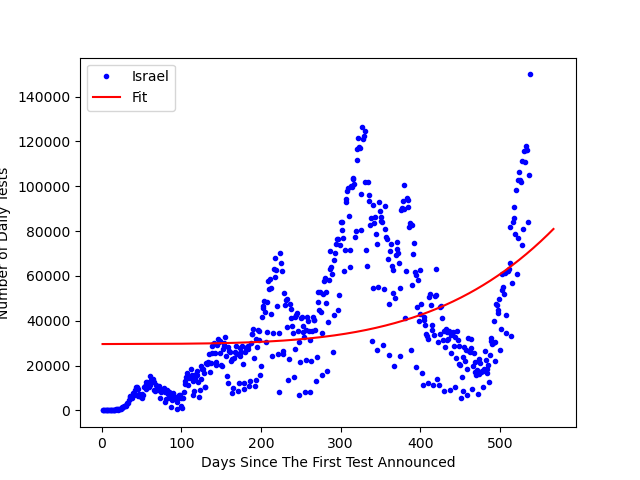 Israel
Fit
140000
120000
100000
80000
60000
40000
20000
0
Number of Daily Tests
0 100 200 300 400 500
Days Since The First Test Announced